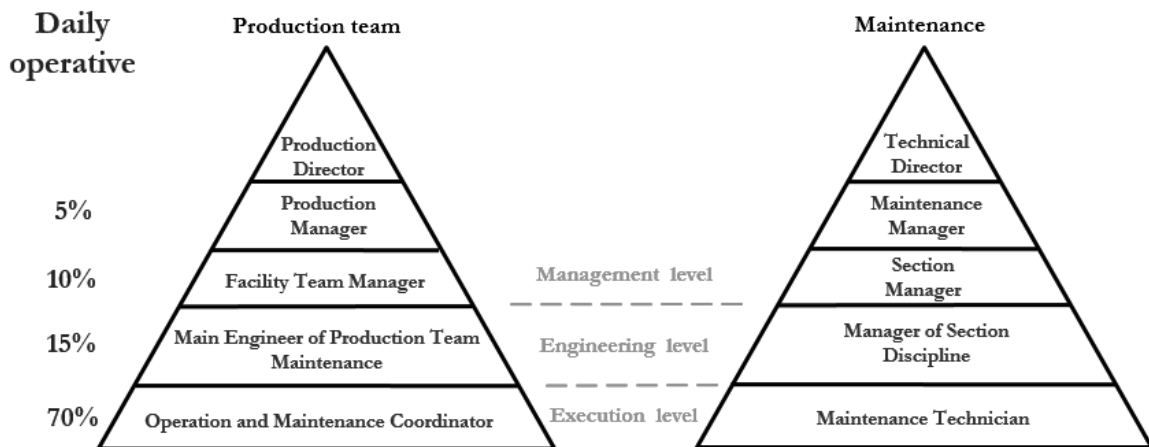 Daily
operative
Production team
Maintenance
Production
Director
Technical
Director
5%
Production
Manager
Maintenance
Manager
10%
Facility Team Manager
Management level
Section
Manager
15%
Main Engineer of Production Team
Maintenance
Engineering level
Manager of Section
Discipline
70%
Operation and Maintenance Coordinator
Execution level
Maintenance Technician